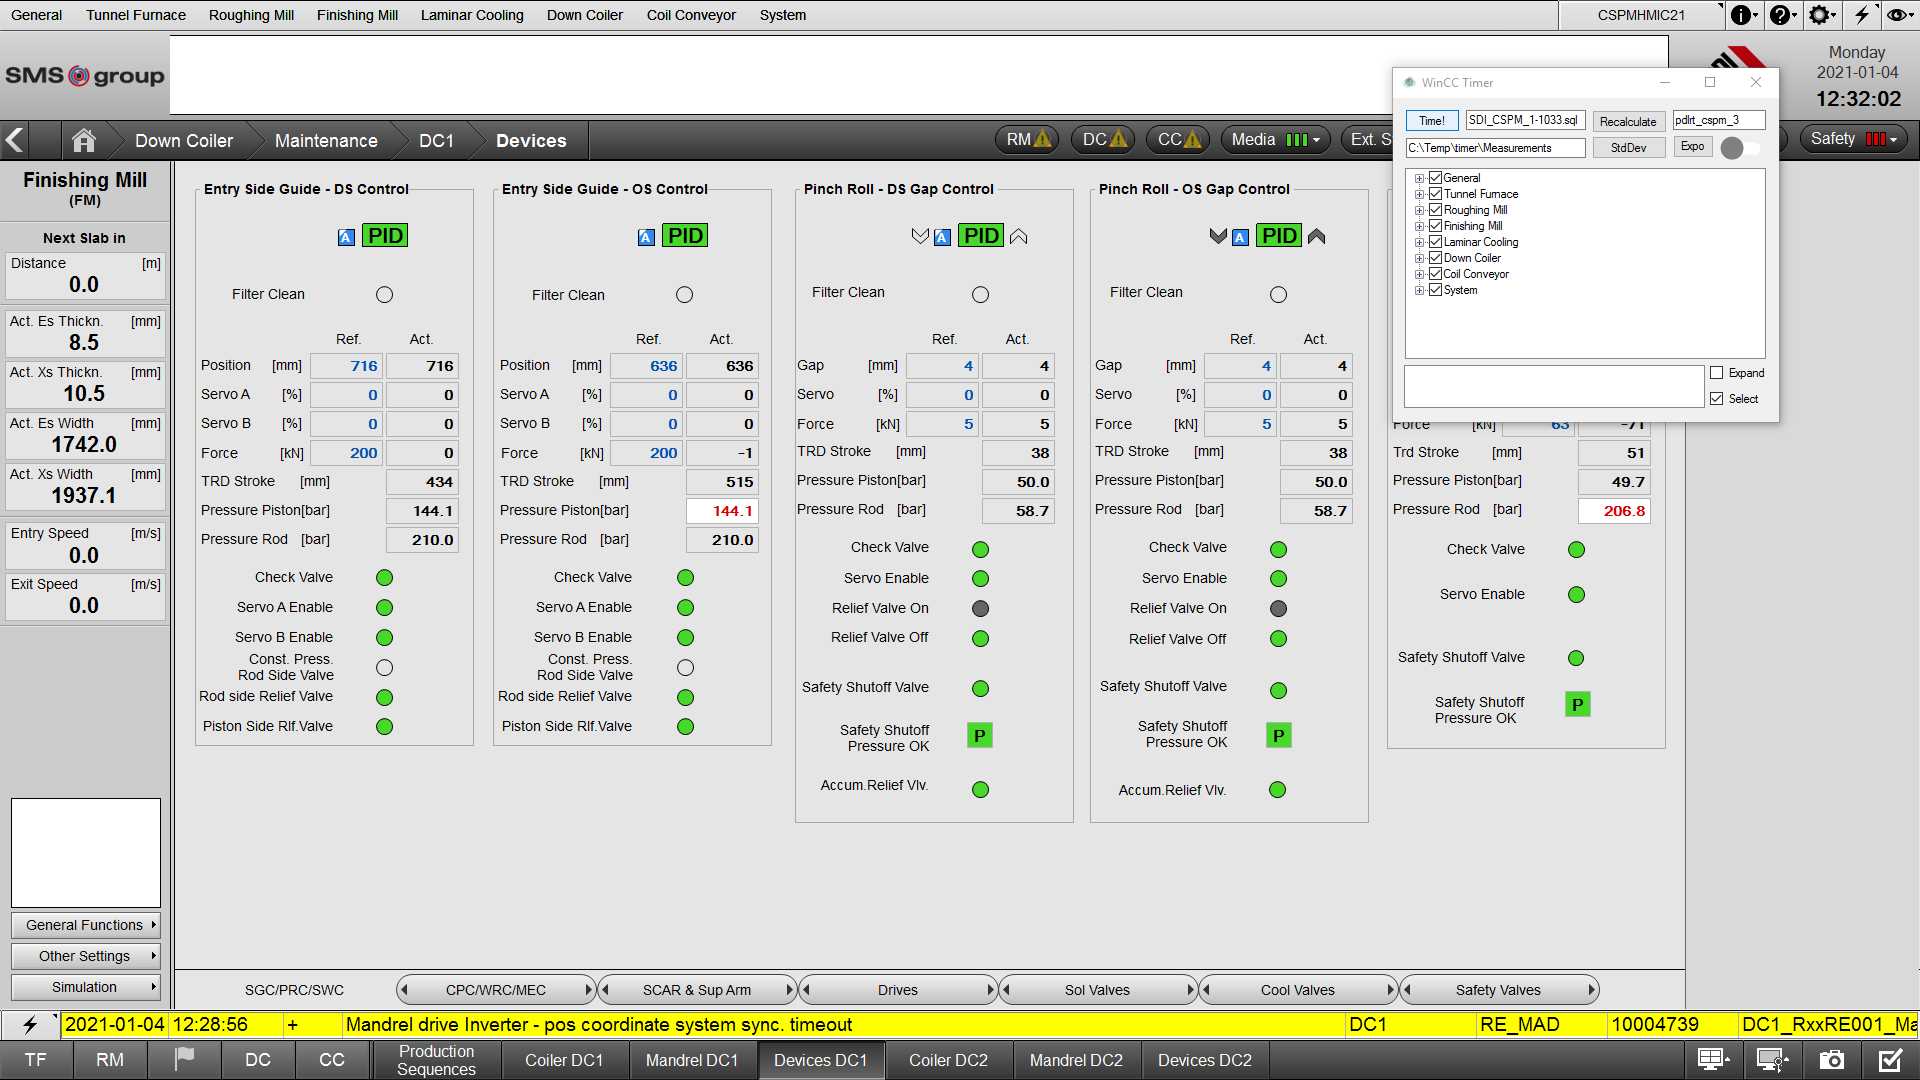 General Tunnel Furnace Roughing Mill Finishing Mill Laminar Cooling Down Coiler Coil Conveyor System CSPMHMIC21
SMS group
Monday
2021-01-04
12:32:02
Down Coiler Maintenance DC1 Devices RM DC CC Media Ext. S Safety
WinCC Timer
Time! SDI_CSPM_1-1033.sql Recalculate pdlrt_cspm_3
C:\Temp\timer\Measurements StdDev Expo
General
Tunnel Furnace
Roughing Mill
Finishing Mill
Laminar Cooling
Down Coiler
Coil Conveyor
System
Expand
Select
Finishing Mill
(FM)
Next Slab in
Distance [m]
0.0
Act. Es Thickn. [mm]
8.5
Act. Xs Thickn. [mm]
10.5
Act. Es Width [mm]
1742.0
Act. Xs Width [mm]
1937.1
Entry Speed [m/s]
0.0
Exit Speed [m/s]
0.0
General Functions
Other Settings
Simulation
Entry Side Guide - DS Control
A PID
Filter Clean
Ref. Act.
Position [mm] 716 716
Servo A [%] 0 0
Servo B [%] 0 0
Force [kN] 200 0
TRD Stroke [mm] 434
Pressure Piston[bar] 144.1
Pressure Rod [bar] 210.0
Check Valve
Servo A Enable
Servo B Enable
Const. Press.
Rod Side Valve
Rod side Relief Valve
Piston Side Rlf.Valve
Entry Side Guide - OS Control
A PID
Filter Clean
Ref. Act.
Position [mm] 636 636
Servo A [%] 0 0
Servo B [%] 0 0
Force [kN] 200 -1
TRD Stroke [mm] 515
Pressure Piston[bar] 144.1
Pressure Rod [bar] 210.0
Check Valve
Servo A Enable
Servo B Enable
Const. Press.
Rod Side Valve
Rod side Relief Valve
Piston Side Rlf.Valve
Pinch Roll - DS Gap Control
A PID
Filter Clean
Ref. Act.
Gap [mm] 4 4
Servo [%] 0 0
Force [kN] 5 5
TRD Stroke [mm] 38
Pressure Piston[bar] 50.0
Pressure Rod [bar] 58.7
Check Valve
Servo Enable
Relief Valve On
Relief Valve Off
Safety Shutoff Valve
Safety Shutoff
Pressure OK P
Accum.Relief Vlv.
Pinch Roll - OS Gap Control
A PID
Filter Clean
Ref. Act.
Gap [mm] 4 4
Servo [%] 0 0
Force [kN] 5 5
TRD Stroke [mm] 38
Pressure Piston[bar] 50.0
Pressure Rod [bar] 58.7
Check Valve
Servo Enable
Relief Valve On
Relief Valve Off
Safety Shutoff Valve
Safety Shutoff
Pressure OK P
Accum.Relief Vlv.
Force [kN] 63 -71
Trd Stroke [mm] 51
Pressure Piston[bar] 49.7
Pressure Rod [bar] 206.8
Check Valve
Servo Enable
Safety Shutoff Valve
Safety Shutoff
Pressure OK P
SGC/PRC/SWC CPC/WRC/MEC SCAR & Sup Arm Drives Sol Valves Cool Valves Safety Valves
2021-01-04 12:28:56 + Mandrel drive Inverter - pos coordinate system sync. timeout DC1 RE_MAD 10004739 DC1_RxxRE001_Ma
TF RM DC CC Production Sequences Coiler DC1 Mandrel DC1 Devices DC1 Coiler DC2 Mandrel DC2 Devices DC2